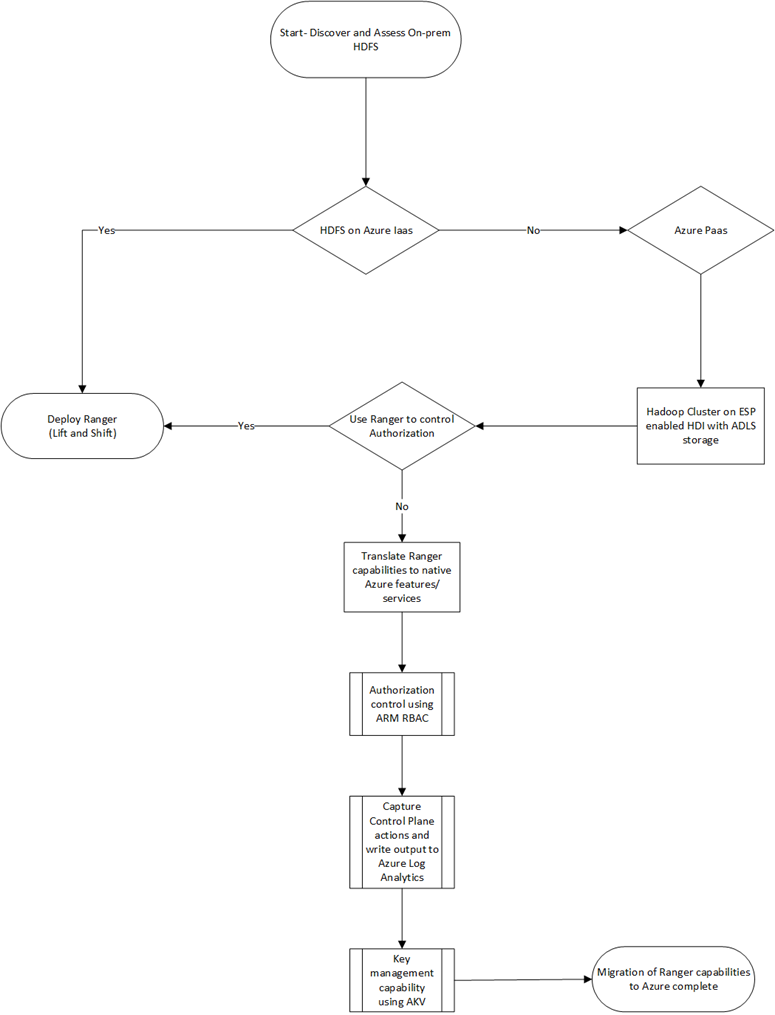 Start- Discover and Assess On-prem
HDFS
Yes
HDFS on Azure Iaas
No
Azure Paas
Deploy Ranger
(Lift and Shift)
Yes
Use Ranger to control
Authorization
Hadoop Cluster on ESP
enabled HDI with ADLS
storage
No
Translate Ranger
capabilities to native
Azure features/
services
Authorization
control using
ARM RBAC
Capture
Control Plane
actions and
write output to
Azure Log
Analytics
Key
management
capability
using AKV
Migration of Ranger capabilities
to Azure complete